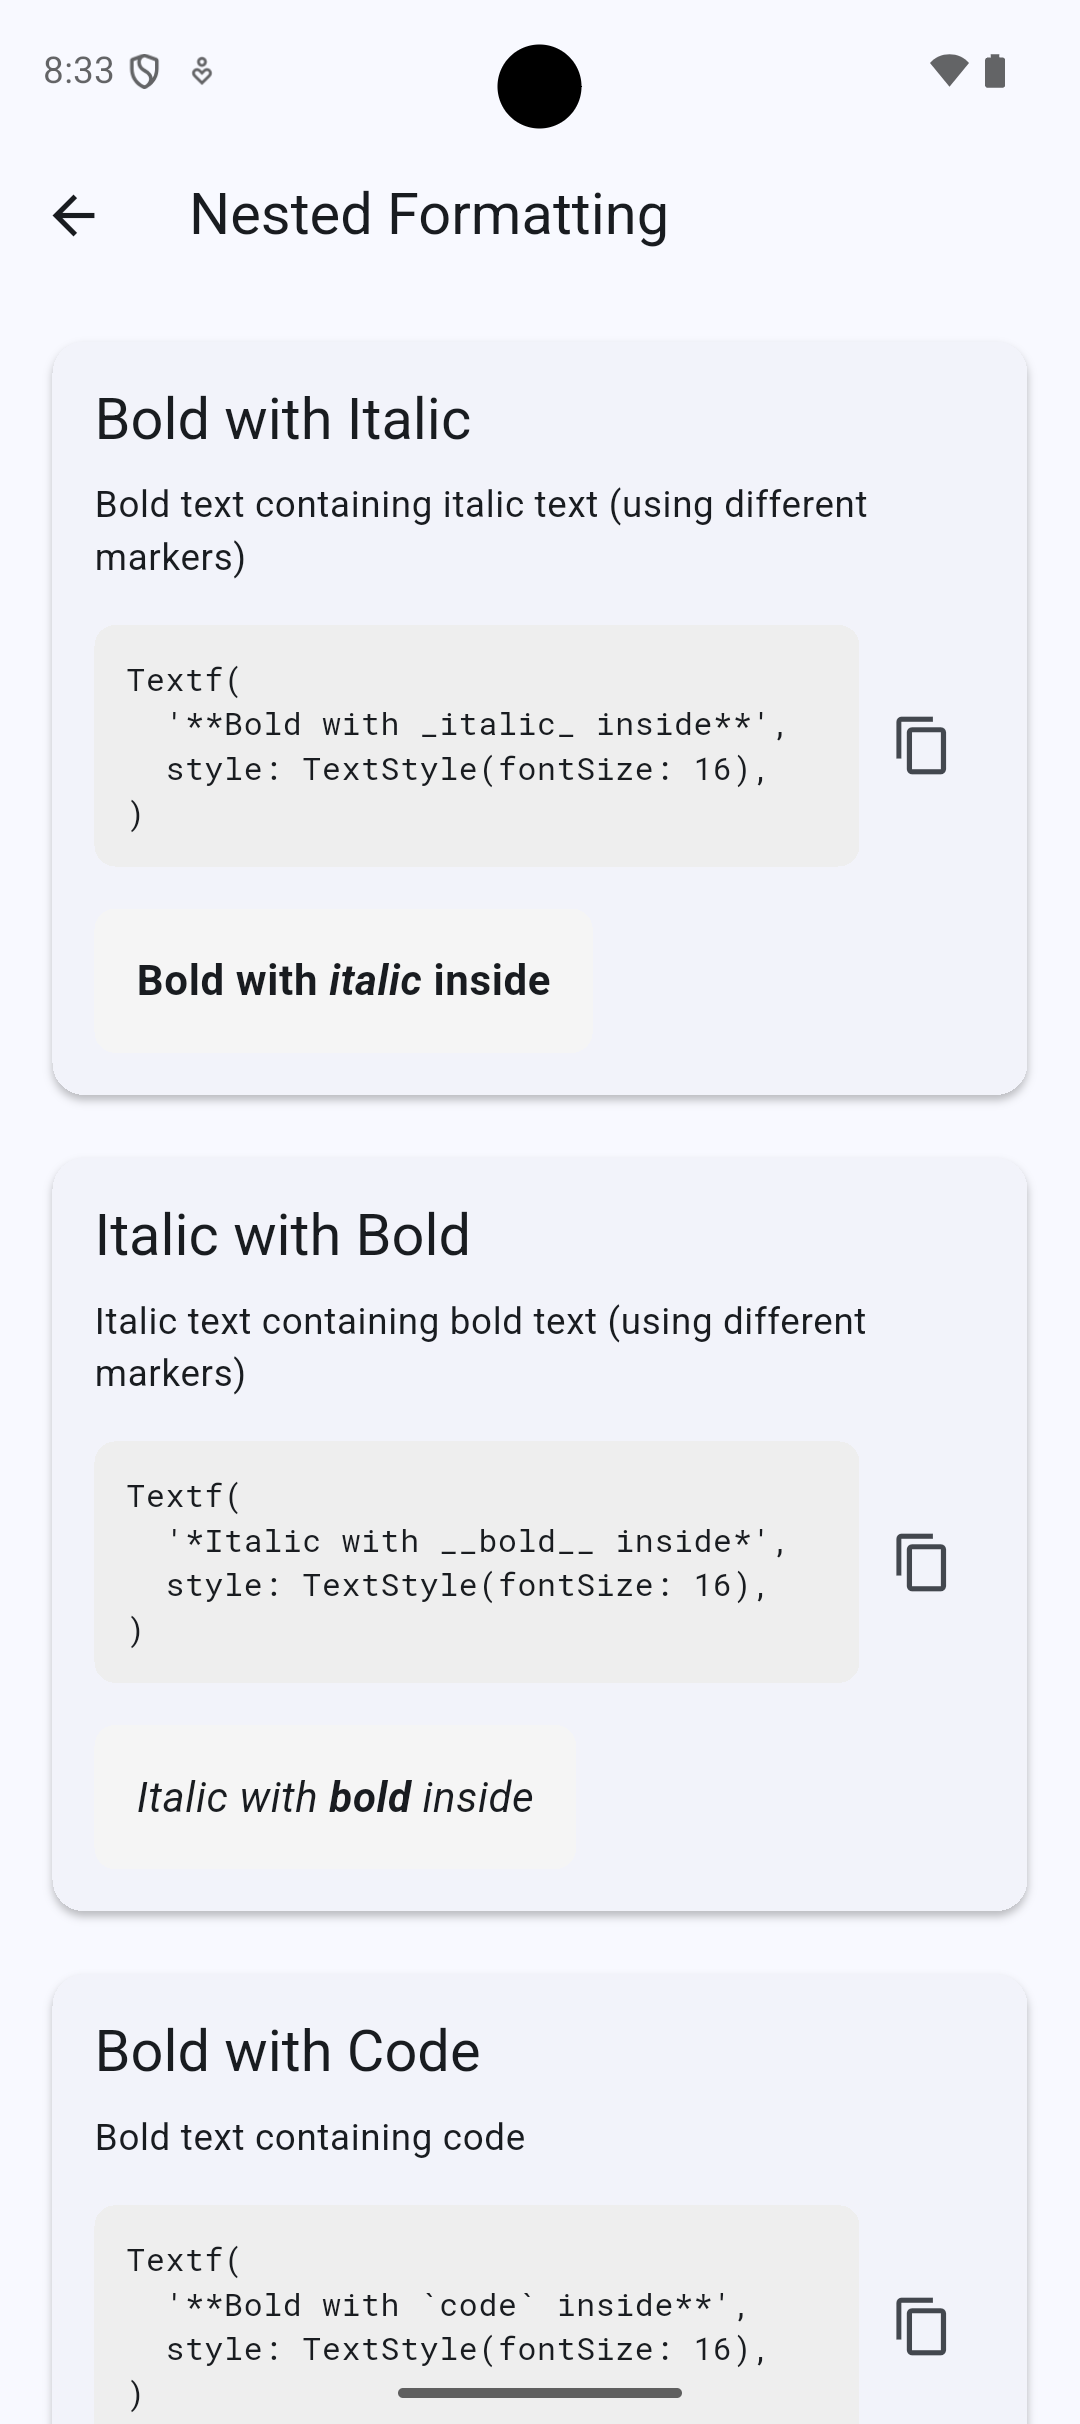 8:33
Nested Formatting
Bold with Italic
Bold text containing italic text (using different
markers)
Textf(
  '**Bold with _italic_ inside**',
  style: TextStyle(fontSize: 16),
)
Bold with italic inside
Italic with Bold
Italic text containing bold text (using different
markers)
Textf(
  '*Italic with __bold__ inside*',
  style: TextStyle(fontSize: 16),
)
Italic with bold inside
Bold with Code
Bold text containing code
Textf(
  '**Bold with `code` inside**',
  style: TextStyle(fontSize: 16),
)